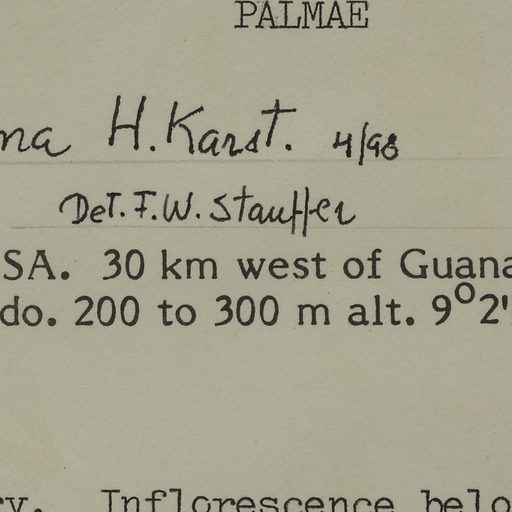 PALMAE
na H. Karst. 4/98
Det. F.W. Stauffer
SA. 30 km west of Guana
do. 200 to 300 m alt. 9°2'
ry. Inflorescence belo